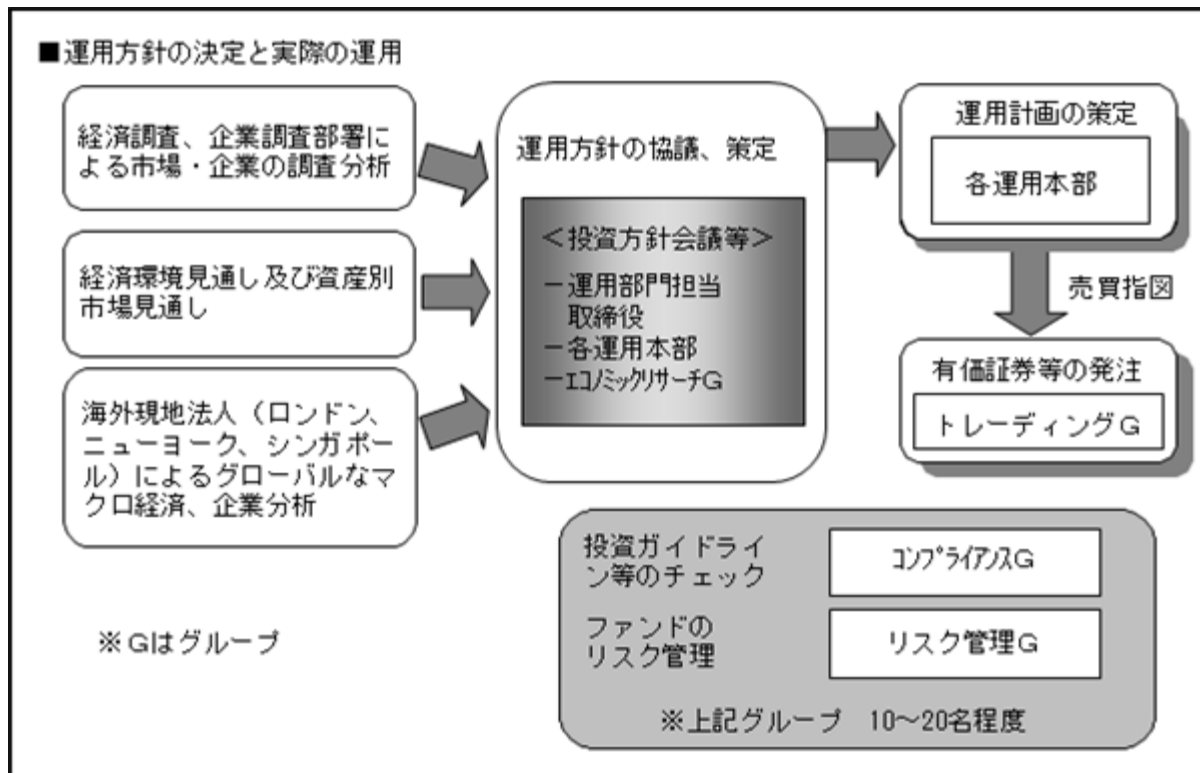 ■運用方針の決定と実際の運用
経済調査、企業調査部署に
よる市場・企業の調査分析
経済環境見通し及び資産別
市場見通し
海外現地法人（ロンドン、
ニューヨーク、シンガポー
ル）によるグローバルなマ
クロ経済、企業分析
運用方針の協議、策定
＜投資方針会議等＞
－運用部門担当
取締役
－各運用本部
－ｴｺﾉﾐｯｸﾘｻｰﾁＧ
運用計画の策定
各運用本部
売買指図
有価証券等の発注
トレーディングＧ
投資ガイドライ
ン等のチェック
ｺﾝﾌﾟﾗｲｱﾝｽＧ
ファンドの
リスク管理
リスク管理Ｇ
※上記グループ　10～20名程度
※Ｇはグループ